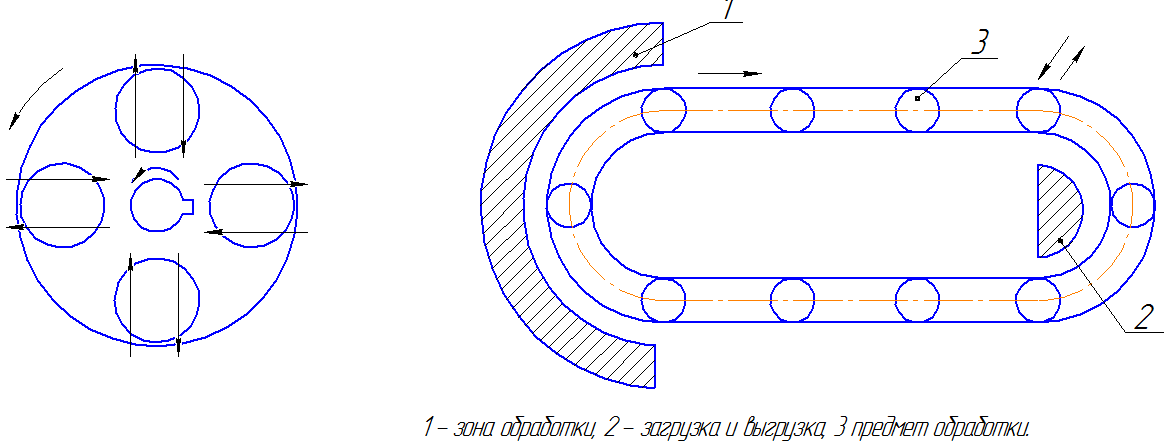 1
3
2
1 – зона обработки, 2 – загрузка и выгрузка, 3 предмет обработки.